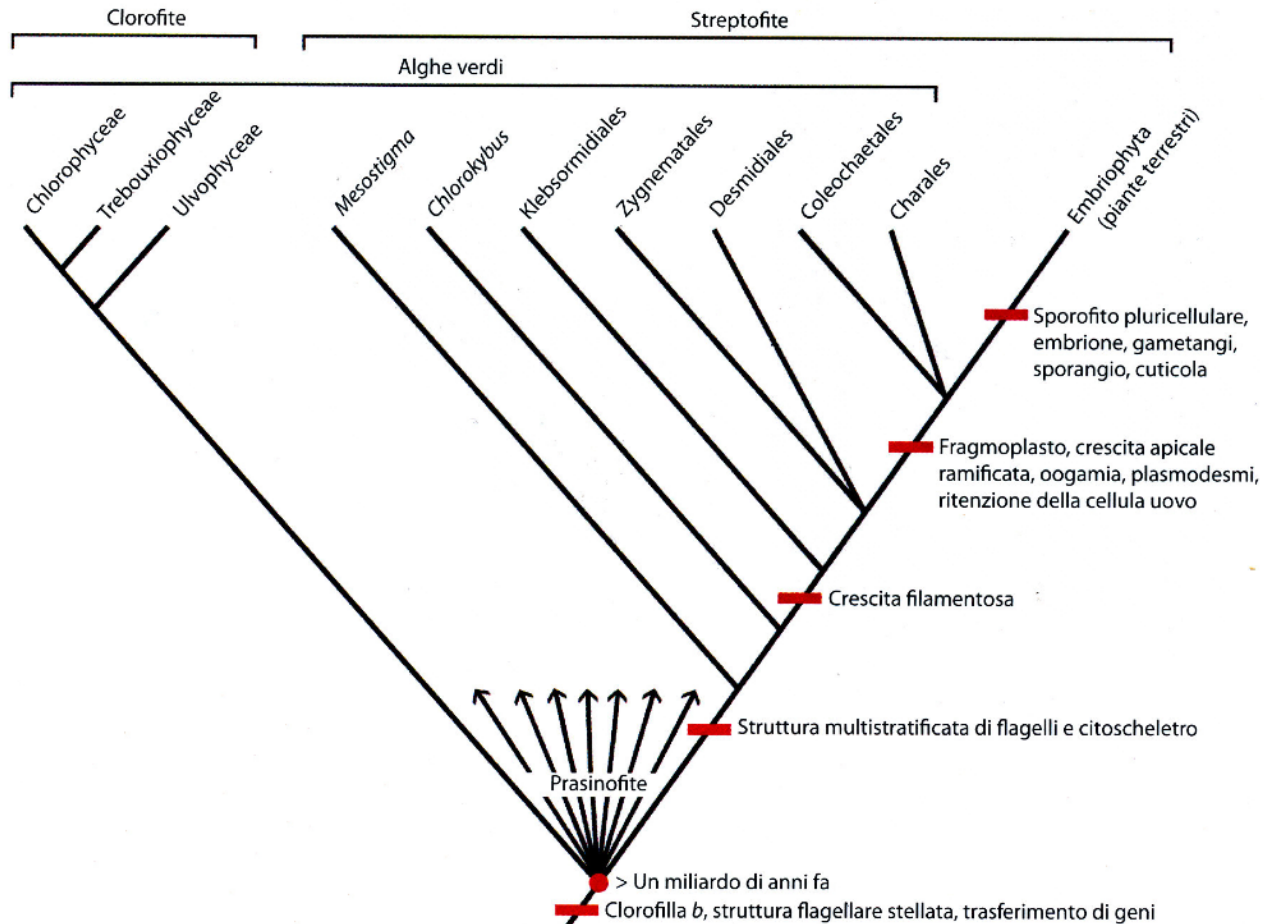 Clorofite
Streptofite
Alghe verdi
Chlorophyceae
Trebouxiophyceae
Ulvophyceae
Mesostigma
Chlorokybus
Klebsormidiales
Zygnematales
Desmidiales
Coleochaetales
Charales
Embriophyta
(piante terrestri)
Sporofito pluricellulare,
embrione, gametangi,
sporangio, cuticola
Fragmoplasto, crescita apicale
ramificata, oogamia, plasmodesmi,
ritenzione della cellula uovo
Crescita filamentosa
Struttura multistratificata di flagelli e citoscheletro
Prasinofite
> Un miliardo di anni fa
Clorofilla b, struttura flagellare stellata, trasferimento di geni